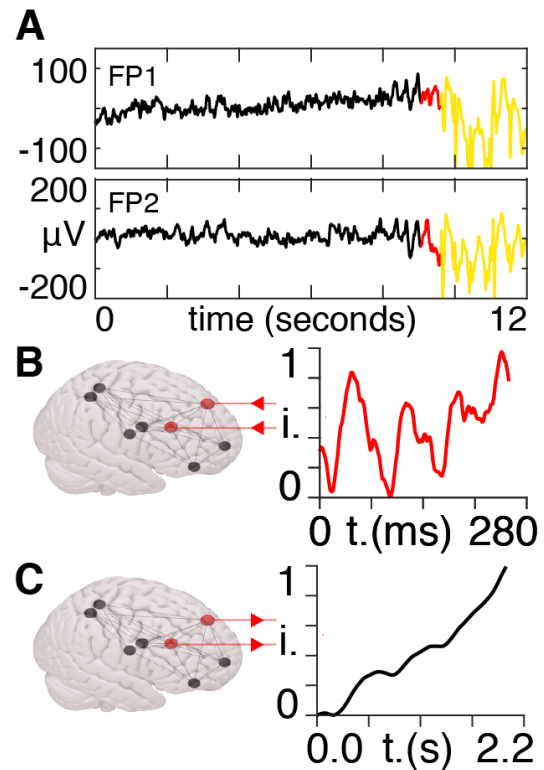 A
100
FP1
-100
200
FP2
µV
-200
0 time (seconds) 12
B
1
i.
0
0 t.(ms) 280
C
1
i.
0
0.0 t.(s) 2.2